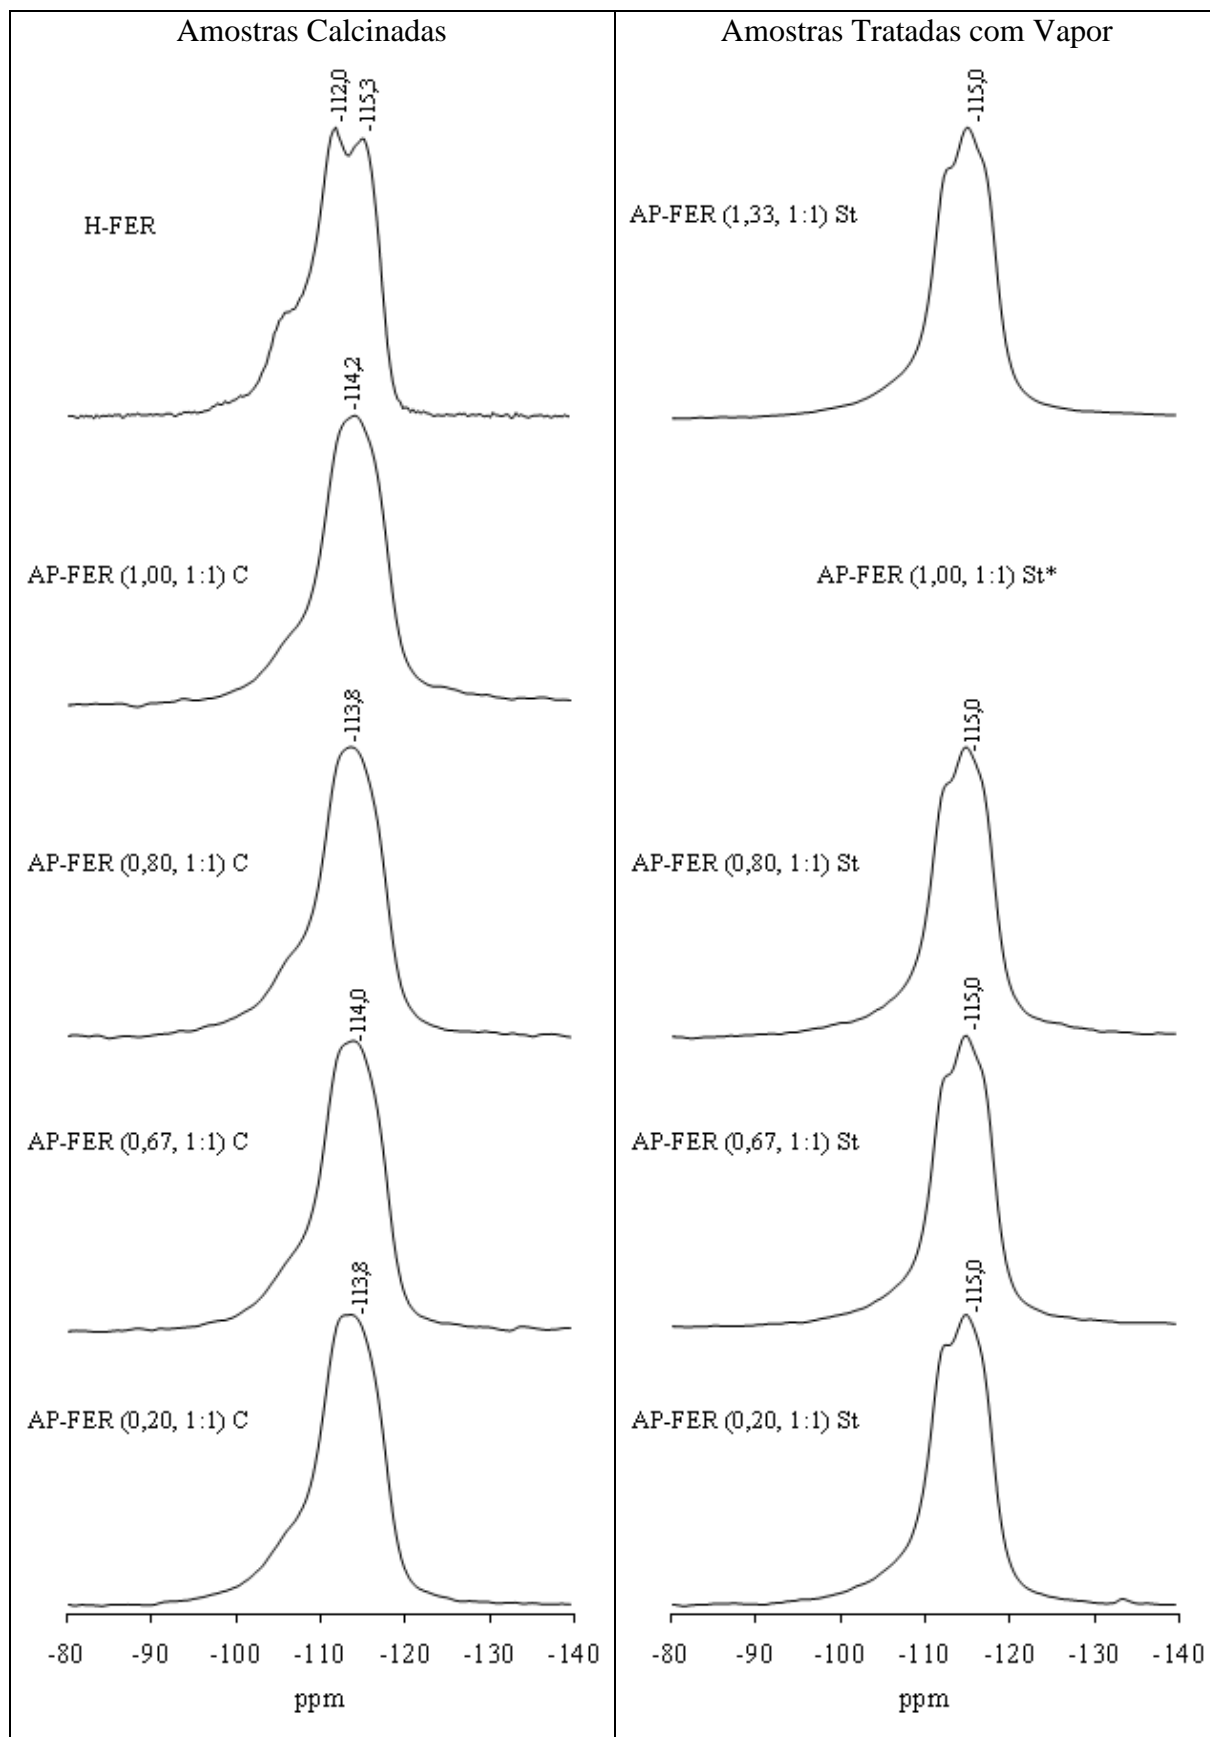 Amostras Calcinadas
-112,0
-115,3
H-FER
-114,2
AP-FER (1,00, 1:1) C
-113,8
AP-FER (0,80, 1:1) C
-114,0
AP-FER (0,67, 1:1) C
-113,8
AP-FER (0,20, 1:1) C
-80 -90 -100 -110 -120 -130 -140
ppm
Amostras Tratadas com Vapor
-115,0
AP-FER (1,33, 1:1) St
AP-FER (1,00, 1:1) St*
-115,0
AP-FER (0,80, 1:1) St
-115,0
AP-FER (0,67, 1:1) St
-115,0
AP-FER (0,20, 1:1) St
-80 -90 -100 -110 -120 -130 -140
ppm